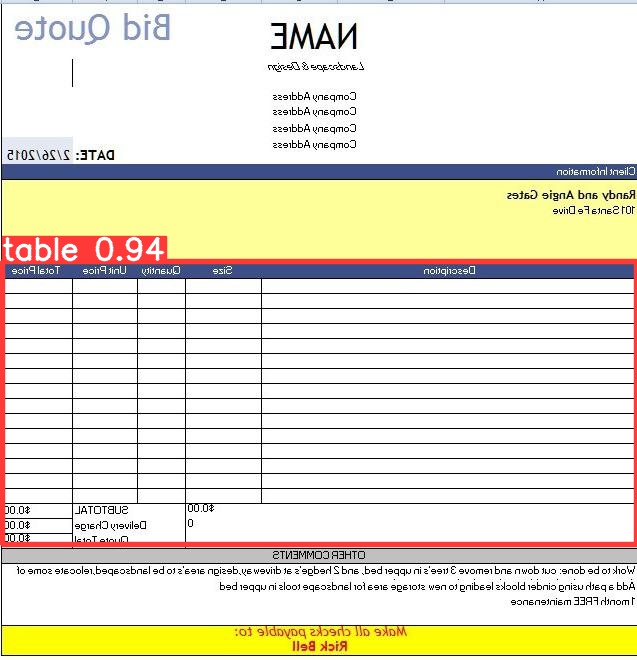 Bid Quote
NAME
Landscape & Design
Company Address
Company Address
Company Address
Company Address
DATE: 2/26/2015
Client Information
Randy and Angie Gates
101 Santa Fe Drive
table 0.94
Description Size Quantity Unit Price Total Price
$0.00 SUBTOTAL $0.00
0 Delivery Charge $0.00
Quote Total $0.00
OTHER COMMENTS
Work to be done: cut down and remove 3 tree's in upper bed, and 2 hedge's at driveway,design area's to be landscaped,relocate some of
Add a path using cinder blocks leading to new storage area for landscape tools in upper bed
1 month FREE maintenance
Make all checks payable to:
Rick Bell